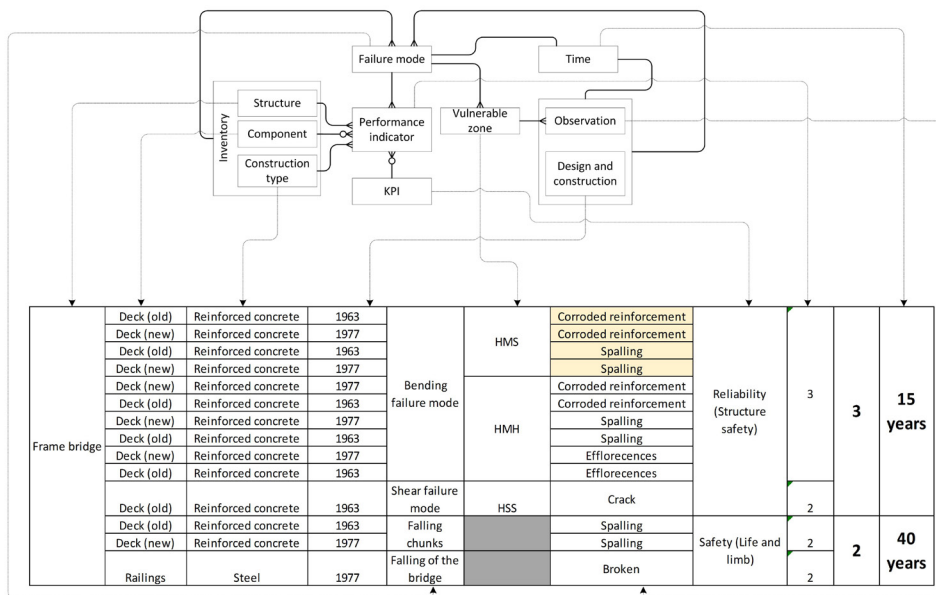 Failure mode
Time
Structure
Inventory
Component
Construction
type
Performance
indicator
Vulnerable
zone
Observation
Design and
construction
KPI
Frame bridge
Deck (old) Reinforced concrete 1963 Corroded reinforcement
Deck (new) Reinforced concrete 1977 Corroded reinforcement
HMS
Deck (old) Reinforced concrete 1963 Spalling
Deck (new) Reinforced concrete 1977 Spalling
Deck (new) Reinforced concrete 1977 Corroded reinforcement
Bending
failure mode
Deck (old) Reinforced concrete 1963 Corroded reinforcement
Deck (new) Reinforced concrete 1977 Spalling
HMH
Deck (old) Reinforced concrete 1963 Spalling
Deck (new) Reinforced concrete 1977 Efflorecences
Deck (old) Reinforced concrete 1963 Efflorecences
Reliability
(Structure
safety)
3
3
15
years
Shear failure
mode
Deck (old) Reinforced concrete 1963 HSS Crack 2
Deck (old) Reinforced concrete 1963 Spalling
Falling
chunks
Deck (new) Reinforced concrete 1977 Spalling 2
Safety (Life and
limb)
2
40
years
Falling of the
bridge
Railings Steel 1977 Broken 2